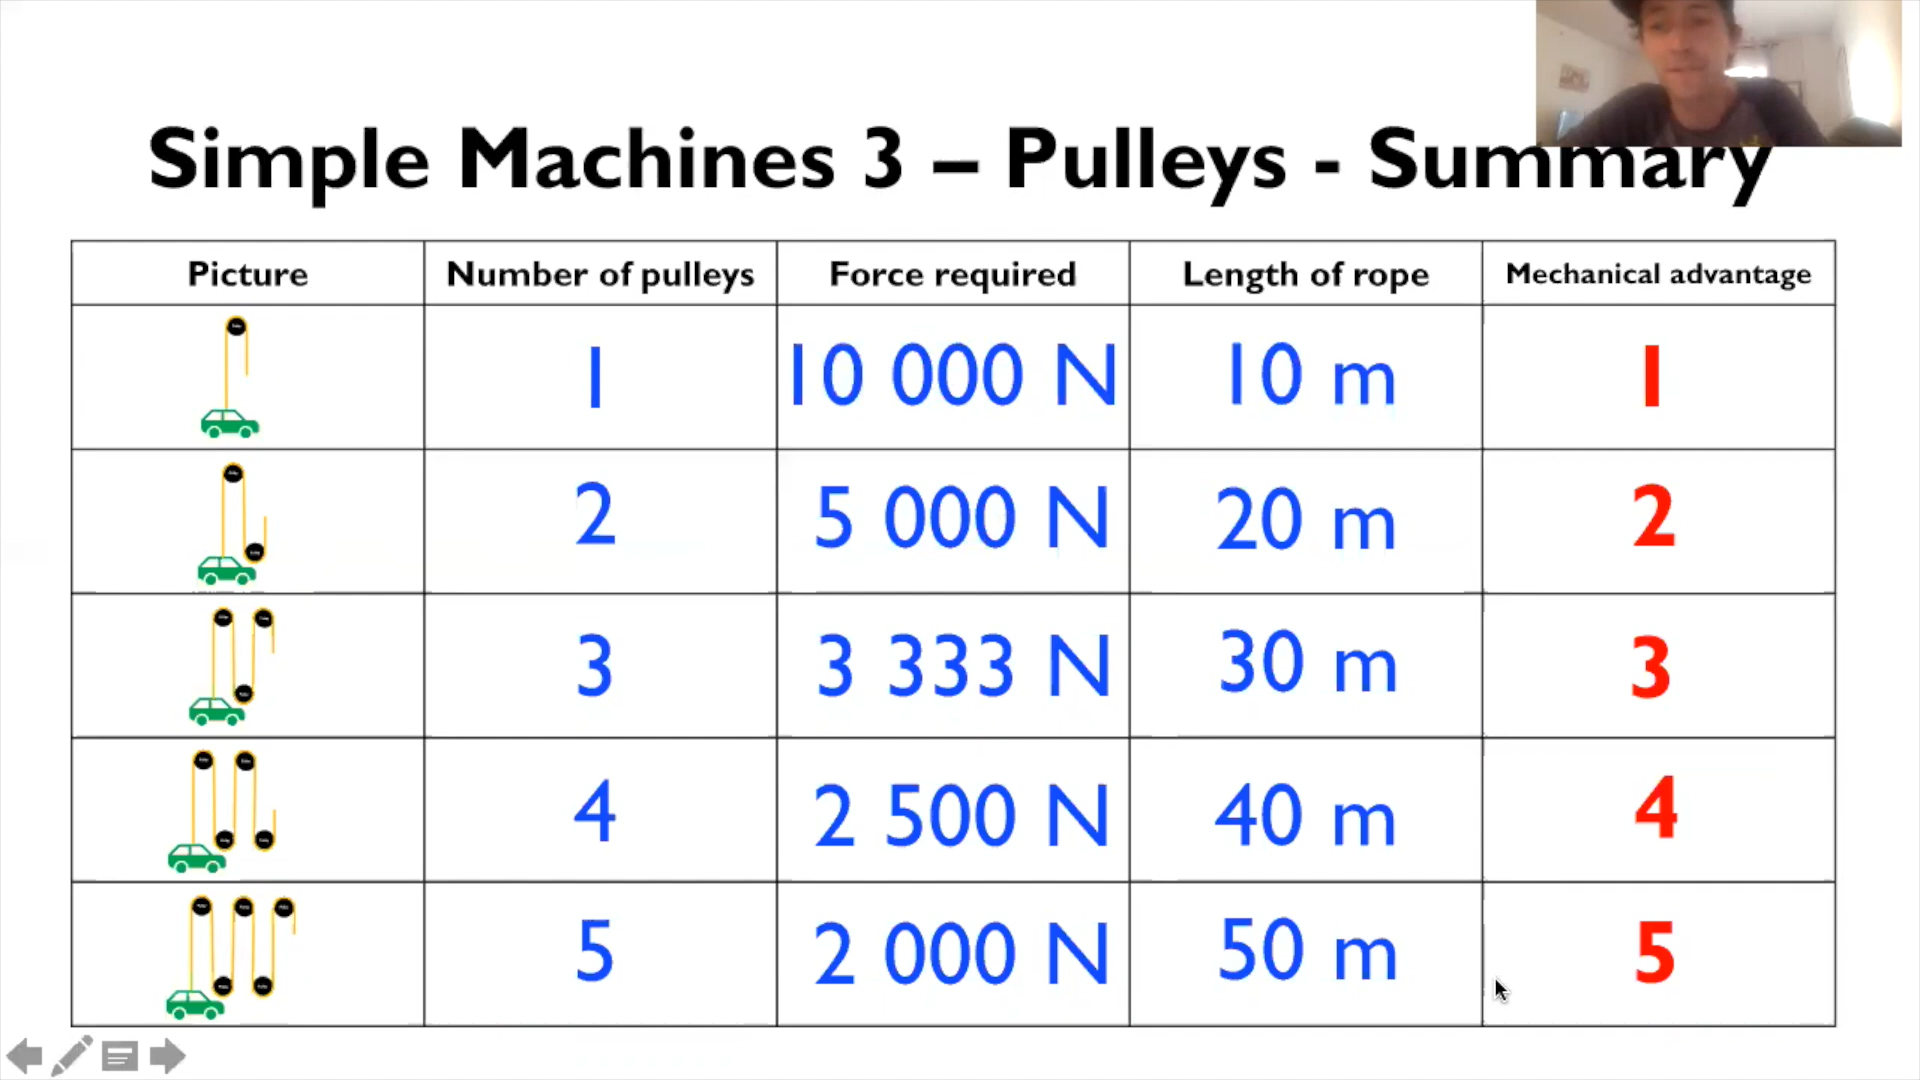 Simple Machines 3 – Pulleys - Summary
Picture Number of pulleys Force required Length of rope Mechanical advantage
1 10 000 N 10 m 1
2 5 000 N 20 m 2
3 3 333 N 30 m 3
4 2 500 N 40 m 4
5 2 000 N 50 m 5